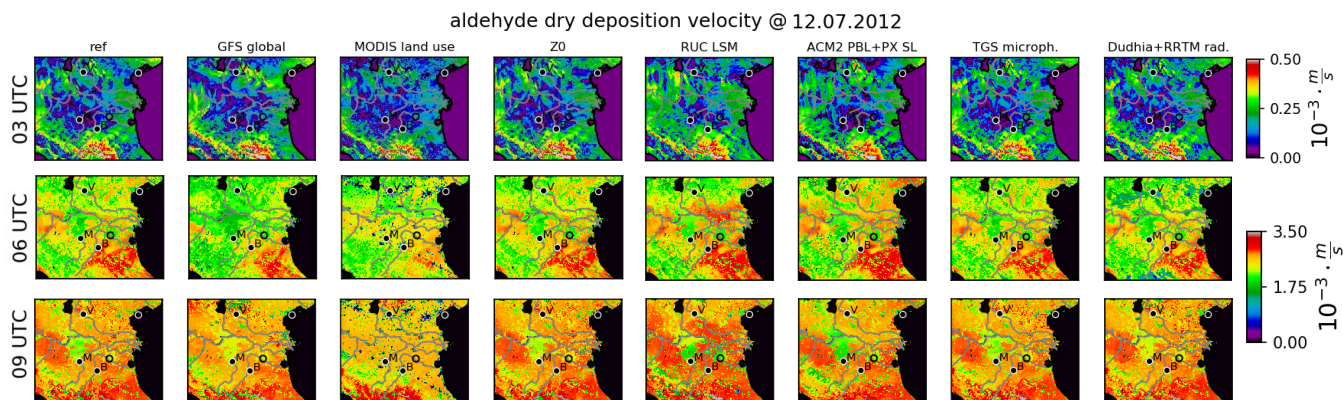 aldehyde dry deposition velocity @ 12.07.2012
ref GFS global MODIS land use Z0 RUC LSM ACM2 PBL+PX SL TGS microph. Dudhia+RRTM rad.
03 UTC
V M B V M B V M B V M B V M B V M B V M B V M B
0.50
0.25
0.00
10⁻³ · m/s
06 UTC
V M B V M B V M B V M B V M B V M B V M B V M B
3.50
1.75
0.00
10⁻³ · m/s
09 UTC
V M B V M B V M B V M B V M B V M B V M B V M B